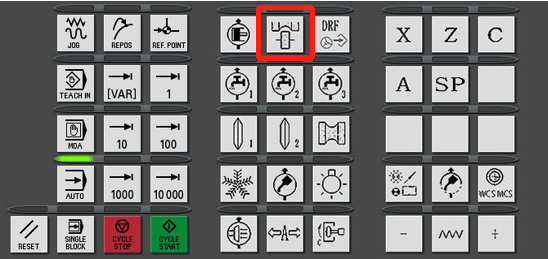 JOG REPOS REF. POINT DRF X Z C
TEACH IN [VAR] 1 1 2 3 A SP
MDA 10 100 1 2
AUTO 1000 10 000 WCS MCS
RESET SINGLE BLOCK CYCLE STOP CYCLE START A C - ÷